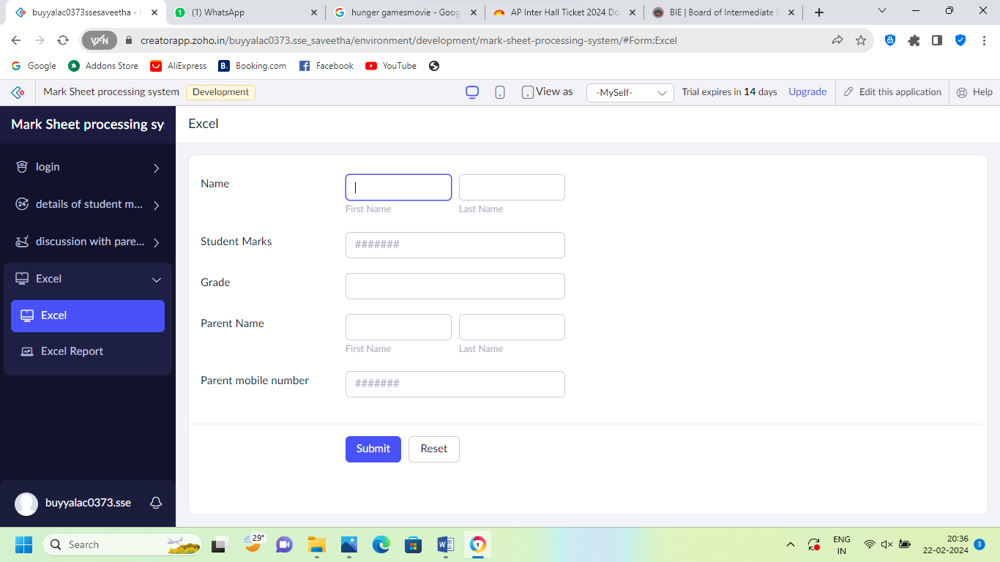 buyyalac0373ssesaveetha -
(1) WhatsApp
hunger gamesmovie - Goog
AP Inter Hall Ticket 2024 Do
BIE | Board of Intermediate E
VPN
creatorapp.zoho.in/buyyalac0373.sse_saveetha/environment/development/mark-sheet-processing-system/#Form:Excel
Google
Addons Store
AliExpress
B.
Booking.com
Facebook
YouTube
Mark Sheet processing system
Development
View as
-MySelf-
Trial expires in 14 days
Upgrade
Edit this application
Help
Mark Sheet processing sy
Excel
login
24
details of student m...
discussion with pare...
Excel
Excel
Excel Report
Name
First Name
Last Name
Student Marks
#######
Grade
Parent Name
First Name
Last Name
Parent mobile number
#######
Submit
Reset
buyyalac0373.sse
Search
29°
W
ENG
IN
20:36
22-02-2024
3